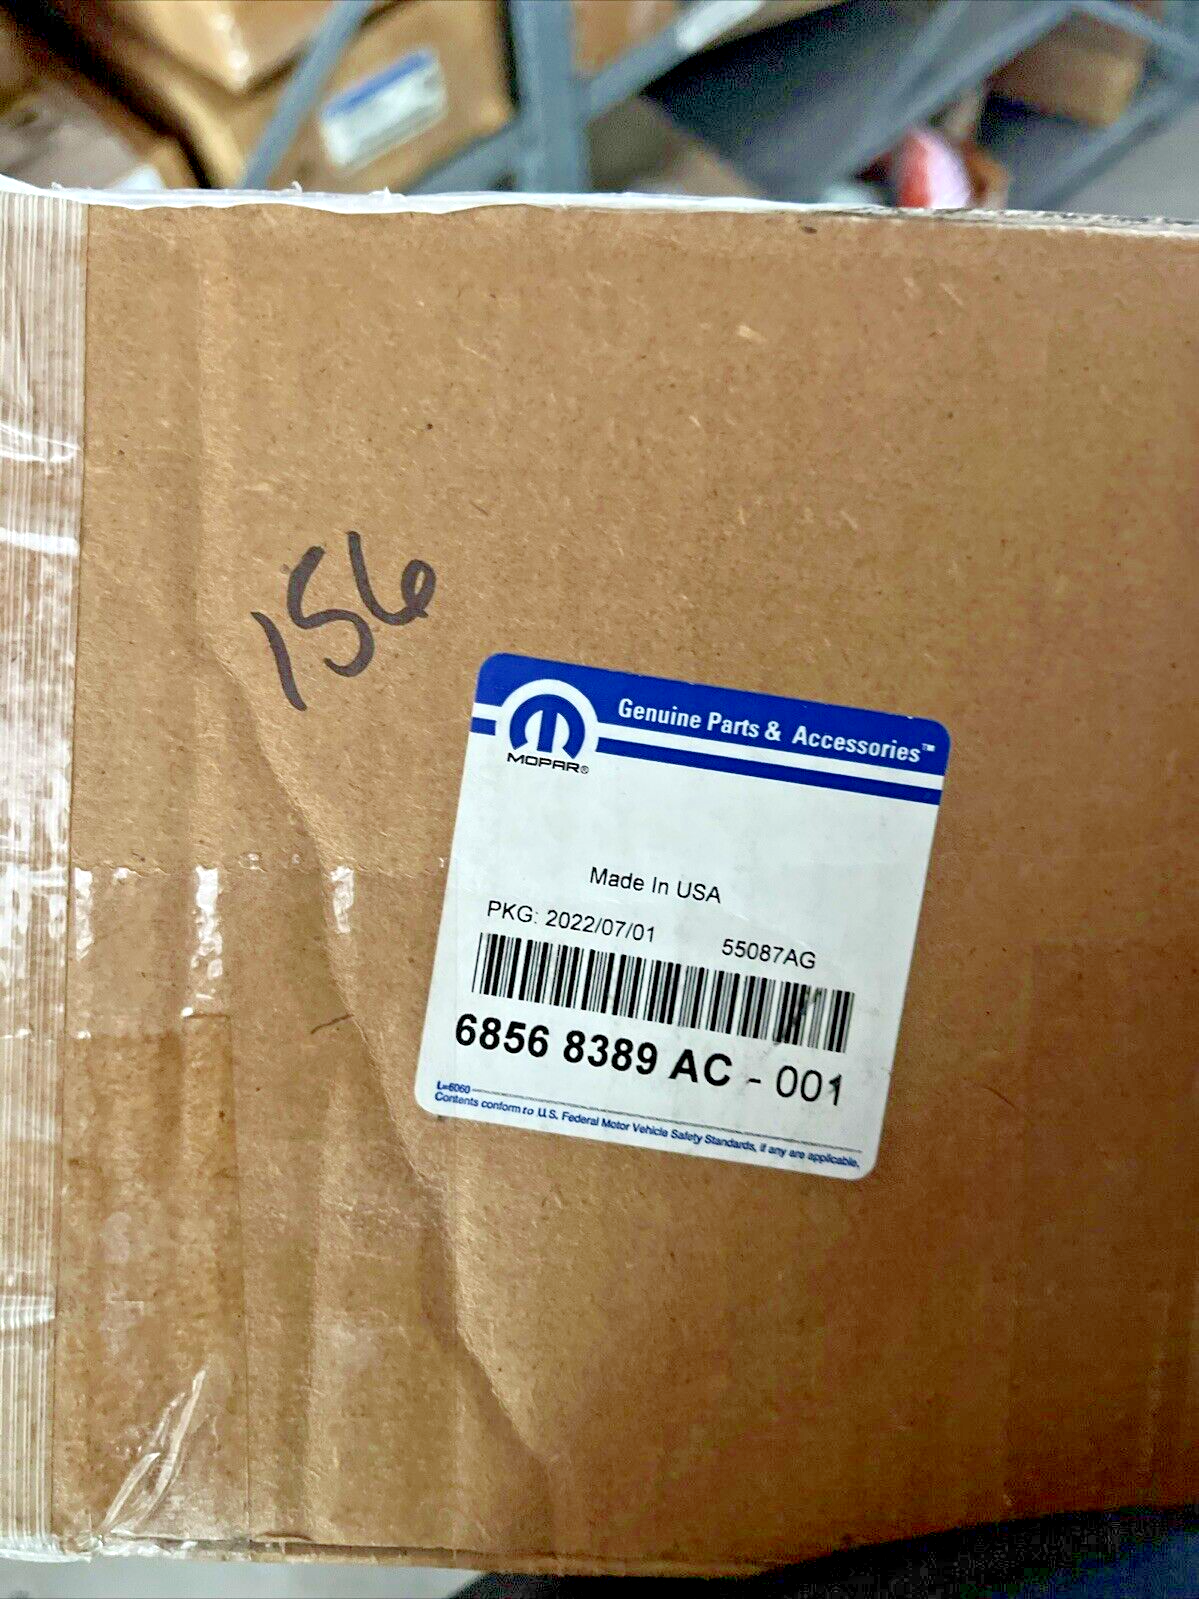 156
Genuine Parts & Accessories™
MOPAR®
Made In USA
PKG: 2022/07/01 55087AG
6856 8389 AC - 001
L=6060
Contents conform to U.S. Federal Motor Vehicle Safety Standards, if any are applicable.